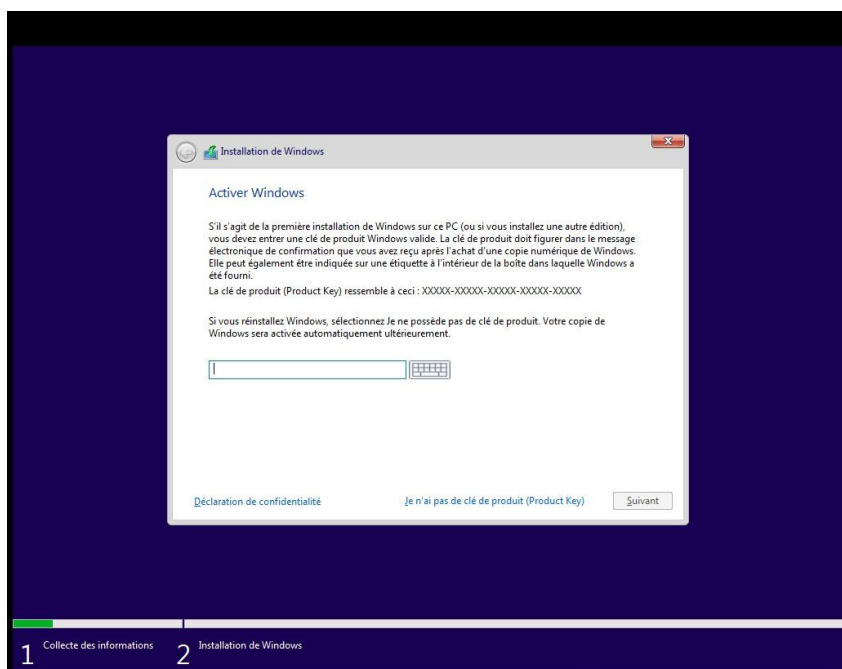 Installation de Windows
Activer Windows
S'il s'agit de la première installation de Windows sur ce PC (ou si vous installez une autre édition),
vous devez entrer une clé de produit Windows valide. La clé de produit doit figurer dans le message
électronique de confirmation que vous avez reçu après l'achat d'une copie numérique de Windows.
Elle peut également être indiquée sur une étiquette à l'intérieur de la boîte dans laquelle Windows a
été fourni.
La clé de produit (Product Key) ressemble à ceci : XXXXX-XXXXX-XXXXX-XXXXX-XXXXX
Si vous réinstallez Windows, sélectionnez Je ne possède pas de clé de produit. Votre copie de
Windows sera activée automatiquement ultérieurement.
Déclaration de confidentialité
Je n'ai pas de clé de produit (Product Key)
Suivant
1 Collecte des informations
2 Installation de Windows